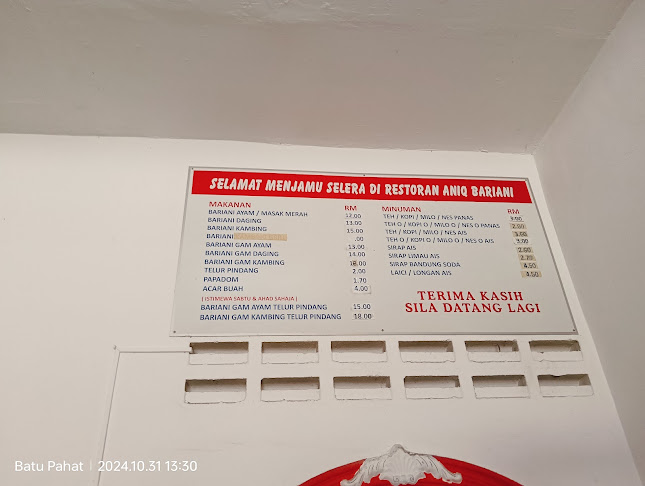 SELAMAT MENJAMU SELERA DI RESTORAN ANIQ BARIANI
MAKANAN RM
BARIANI AYAM / MASAK MERAH 12.00
BARIANI DAGING 13.00
BARIANI KAMBING 15.00
BARIANI .00
BARIANI GAM AYAM 13.00
BARIANI GAM DAGING 14.00
BARIANI GAM KAMBING 16.00
TELUR PINDANG 2.00
PAPADOM 1.70
ACAR BUAH 4.00
( ISTIMEWA SABTU & AHAD SAHAJA )
BARIANI GAM AYAM TELUR PINDANG 15.00
BARIANI GAM KAMBING TELUR PINDANG 18.00
MINUMAN RM
TEH / KOPI / MILO / NES PANAS
TEH O / KOPI O / MILO O / NES O PANAS
TEH / KOPI / MILO / NES AIS
TEH O / KOPI O / MILO O / NES O AIS 3.00
SIRAP AIS 2.00
SIRAP LIMAU AIS
SIRAP BANDUNG SODA 4.50
LAICI / LONGAN AIS 4.50
TERIMA KASIH
SILA DATANG LAGI
Batu Pahat | 2024.10.31 13:30